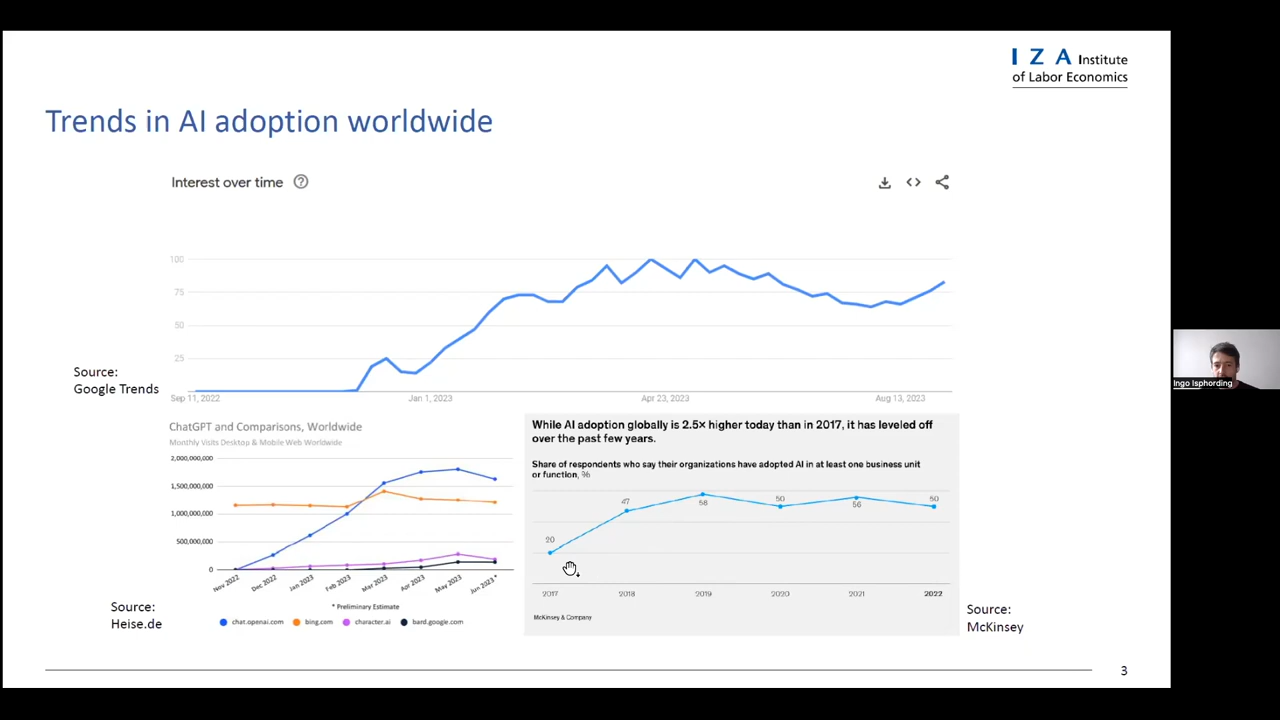 I Z A Institute
of Labor Economics
Trends in AI adoption worldwide
Interest over time ?
100
75
50
25
Sep 11, 2022 Jan 1, 2023 Apr 23, 2023 Aug 13, 2023
Source:
Google Trends
ChatGPT and Comparisons, Worldwide
Monthly Visits Desktop & Mobile Web Worldwide
2,000,000,000
1,500,000,000
1,000,000,000
500,000,000
0
Nov 2022 Dec 2022 Jan 2023 Feb 2023 Mar 2023 Apr 2023 May 2023 Jun 2023 *
* Preliminary Estimate
chat.openai.com bing.com character.ai bard.google.com
Source:
Heise.de
While AI adoption globally is 2.5× higher today than in 2017, it has leveled off
over the past few years.
Share of respondents who say their organizations have adopted AI in at least one business unit
or function, %
20 47 58 50 56 50
2017 2018 2019 2020 2021 2022
McKinsey & Company
Source:
McKinsey
3
Ingo Isphording